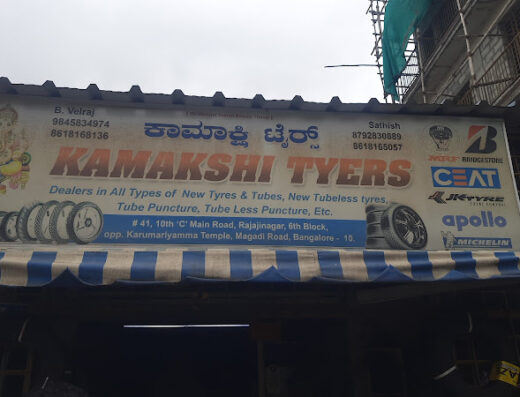 B. Velraj
9845834974
8618168136
ಕಾಮಾಕ್ಷಿ ಟೈರ್ಸ್
Sathish
8792830889
8618165057
KAMAKSHI TYERS
Dealers in All Types of New Tyres & Tubes, New Tubeless tyres,
Tube Puncture, Tube Less Puncture, Etc.
# 41, 10th 'C' Main Road, Rajajinagar, 6th Block,
opp. Karumariyamma Temple, Magadi Road, Bangalore - 10.
MRF
BRIDGESTONE
CEAT
JK TYRE
apollo
MICHELIN